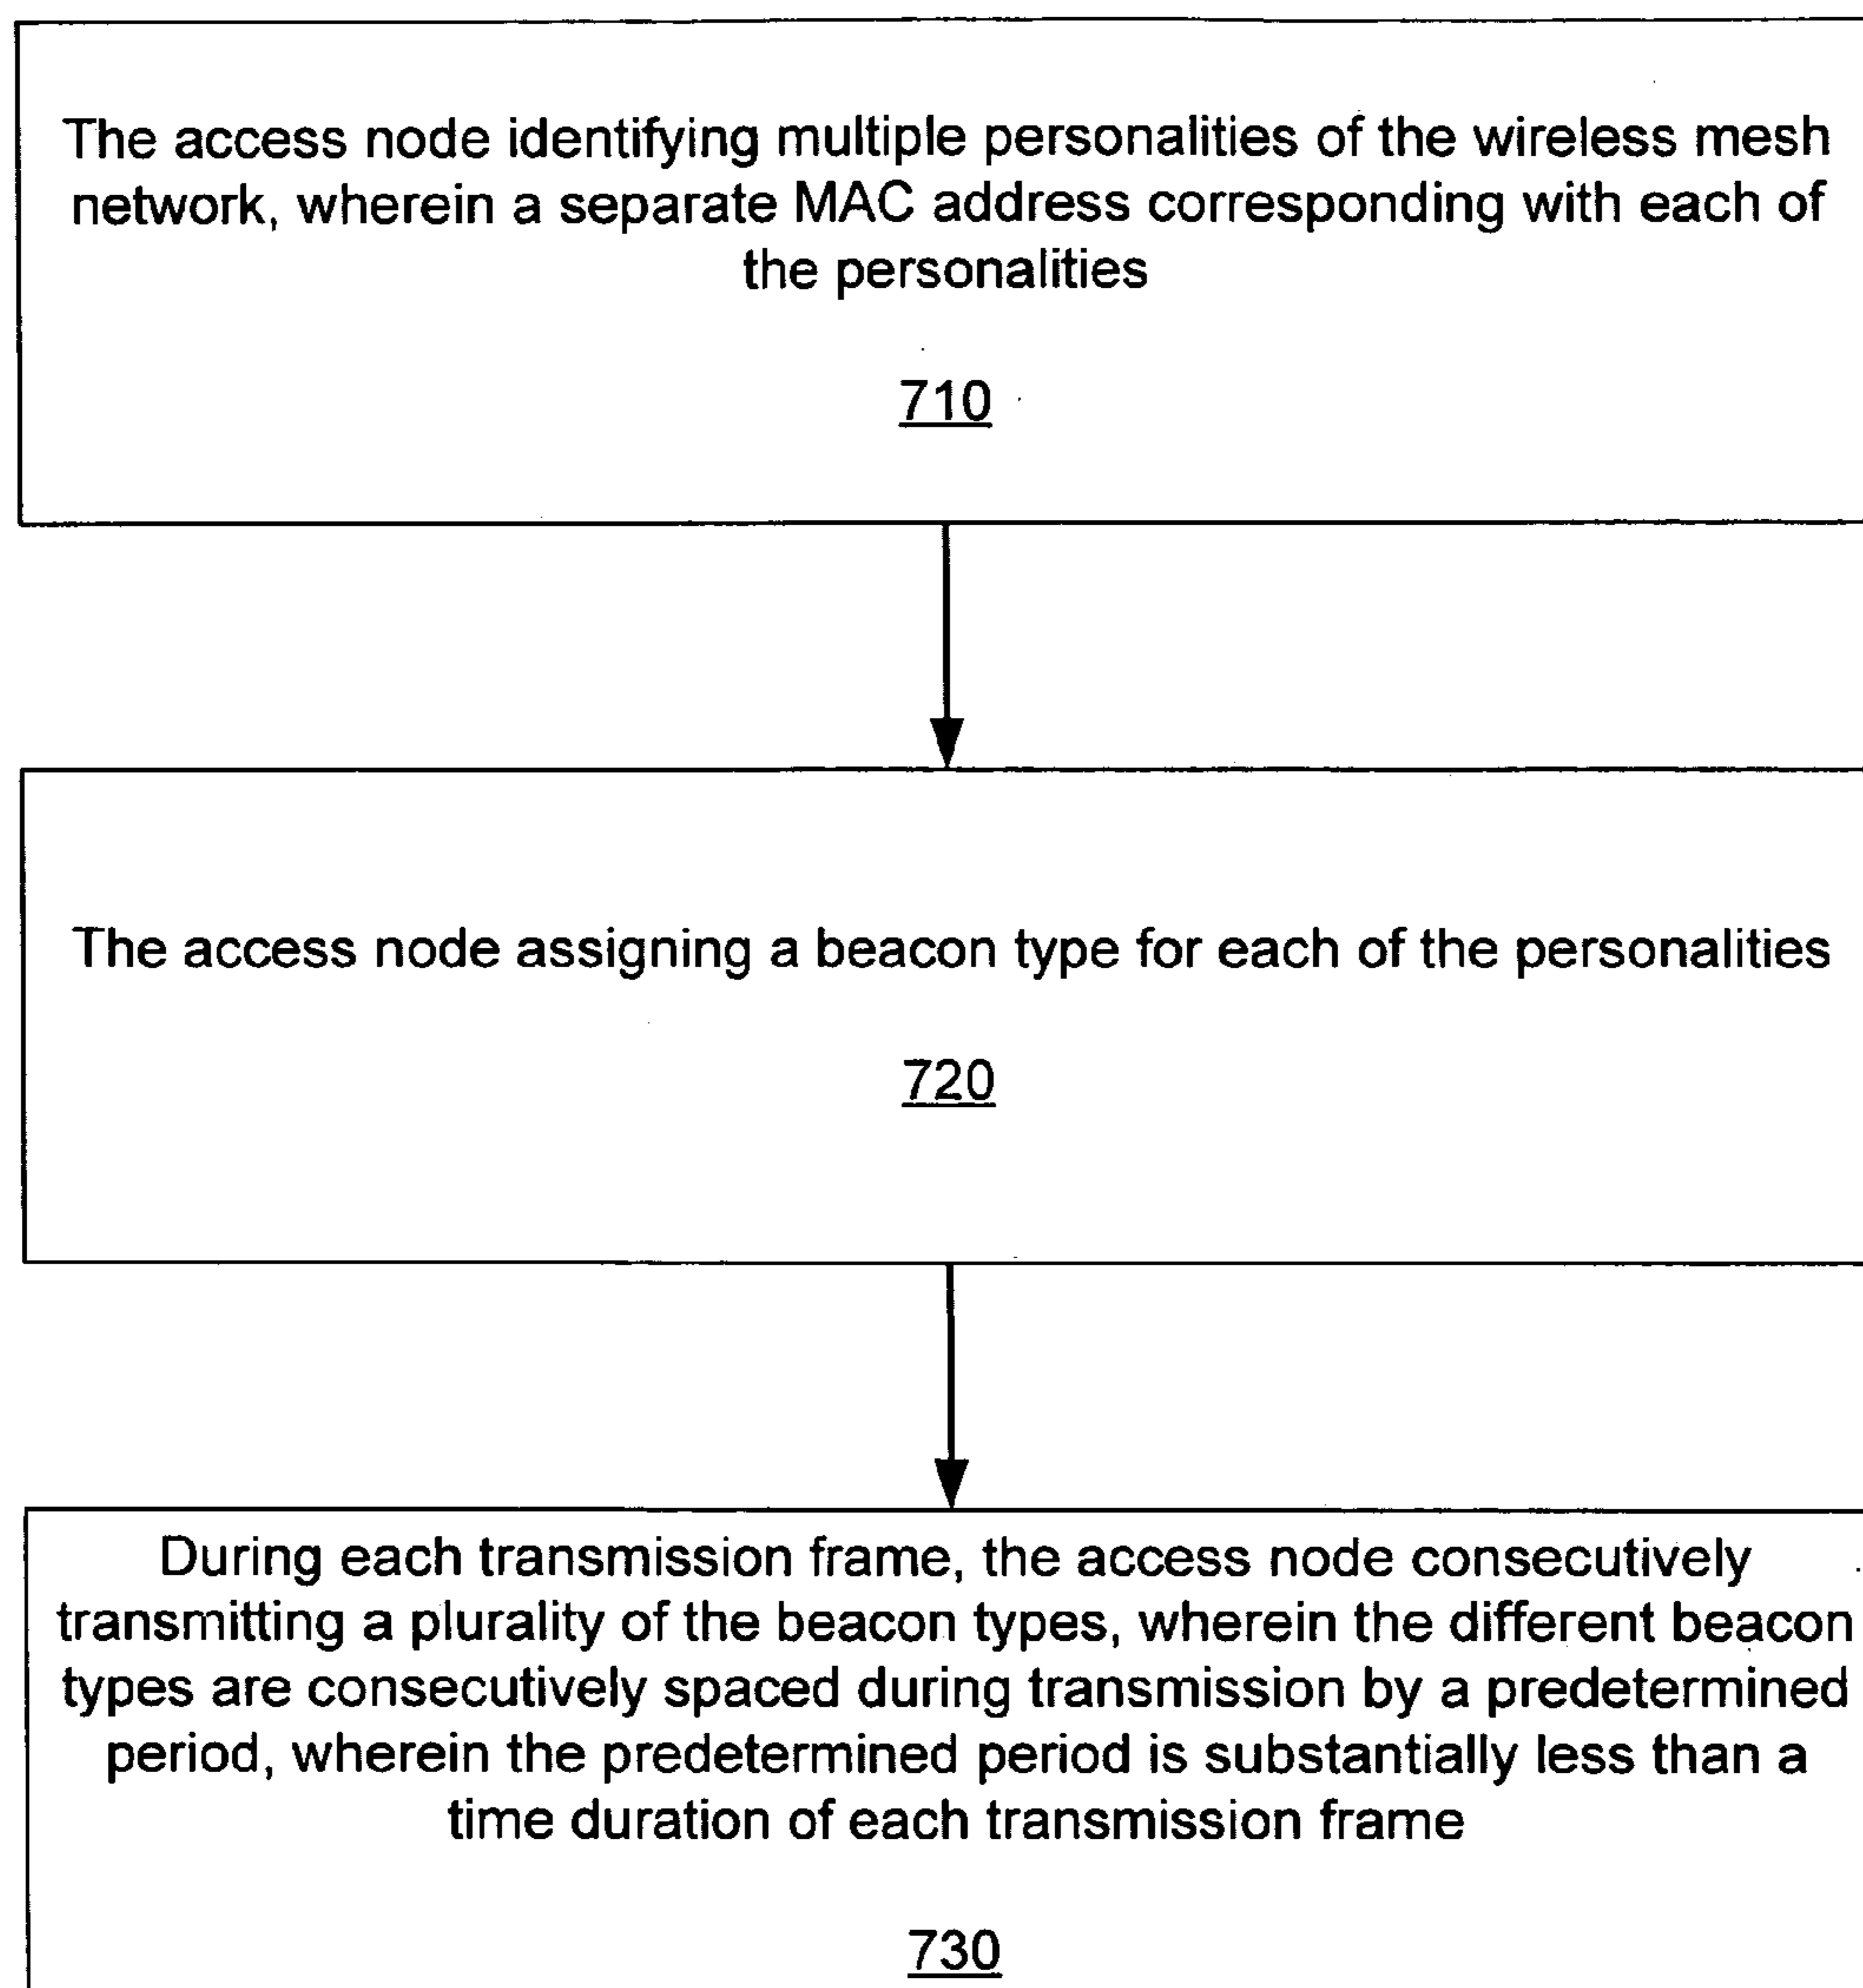 The access node identifying multiple personalities of the wireless mesh
network, wherein a separate MAC address corresponding with each of
the personalities
710
The access node assigning a beacon type for each of the personalities
720
During each transmission frame, the access node consecutively
transmitting a plurality of the beacon types, wherein the different beacon
types are consecutively spaced during transmission by a predetermined
period, wherein the predetermined period is substantially less than a
time duration of each transmission frame
730